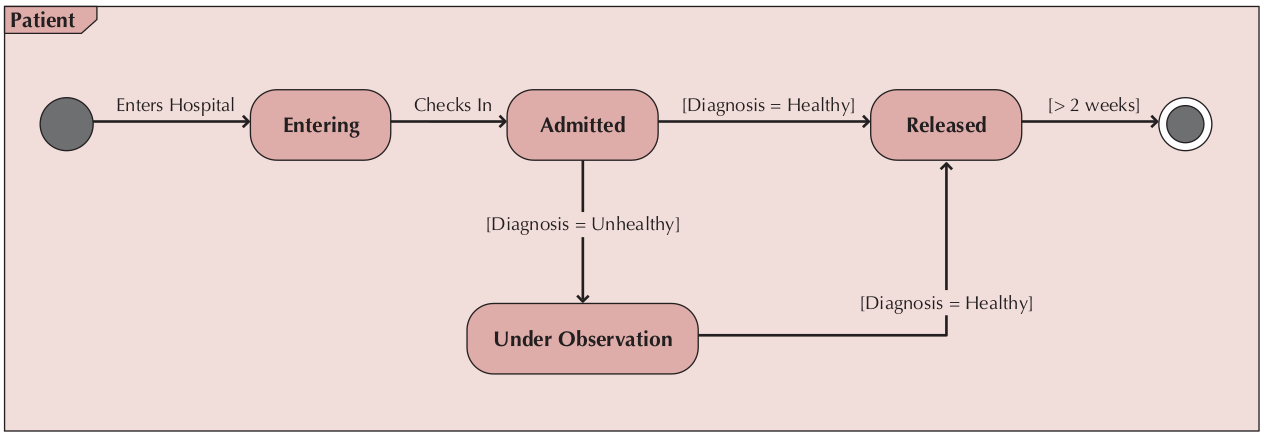 Patient
Enters Hospital
Entering
Checks In
Admitted
[Diagnosis = Healthy]
Released
[> 2 weeks]
[Diagnosis = Unhealthy]
[Diagnosis = Healthy]
Under Observation